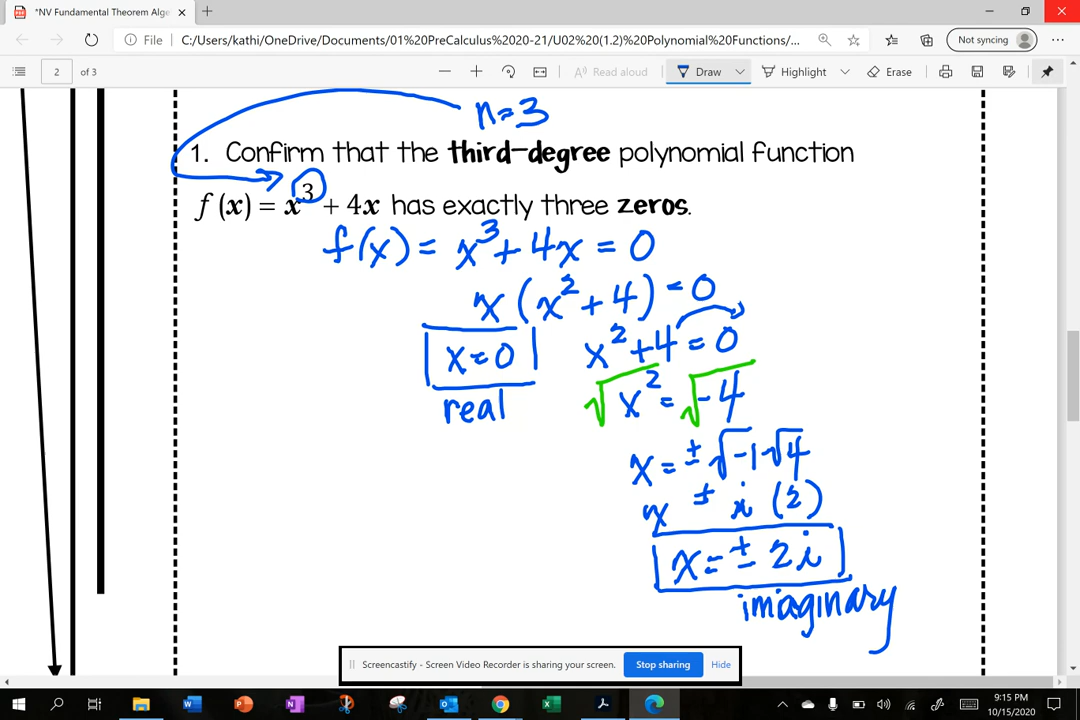 *NV Fundamental Theorem Alge
File C:/Users/kathi/OneDrive/Documents/01%20PreCalculus%2020-21/U02%20(1.2)%20Polynomial%20Functions/...
Not syncing
2 of 3
Read aloud
Draw
Highlight
Erase
n=3
1. Confirm that the third-degree polynomial function
f(x) = x³ + 4x has exactly three zeros.
f(x) = x³ + 4x = 0
x(x² + 4) = 0
x=0 x² + 4 = 0
real √x² = √-4
x = ± √-1 √4
x ± i (2)
x = ± 2i
imaginary
Screencastify - Screen Video Recorder is sharing your screen. Stop sharing Hide
9:15 PM
10/15/2020